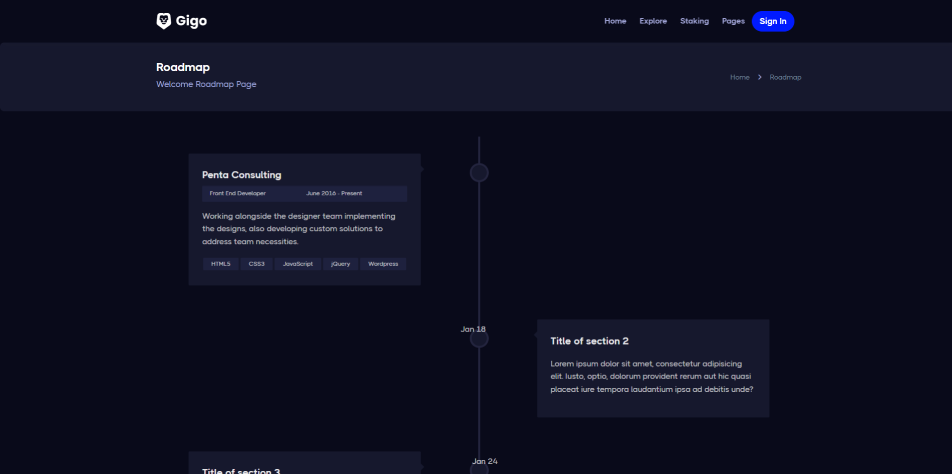 Gigo
Home Explore Staking Pages Sign In
Roadmap
Welcome Roadmap Page
Home > Roadmap
Penta Consulting
Front End Developer June 2016 - Present
Working alongside the designer team implementing
the designs, also developing custom solutions to
address team necessities.
HTML5 CSS3 JavaScript jQuery Wordpress
Jan 18
Title of section 2
Lorem ipsum dolor sit amet, consectetur adipisicing
elit. Iusto, optio, dolorum provident rerum aut hic quasi
placeat iure tempora laudantium ipsa ad debitis unde?
Jan 24
Title of section 3